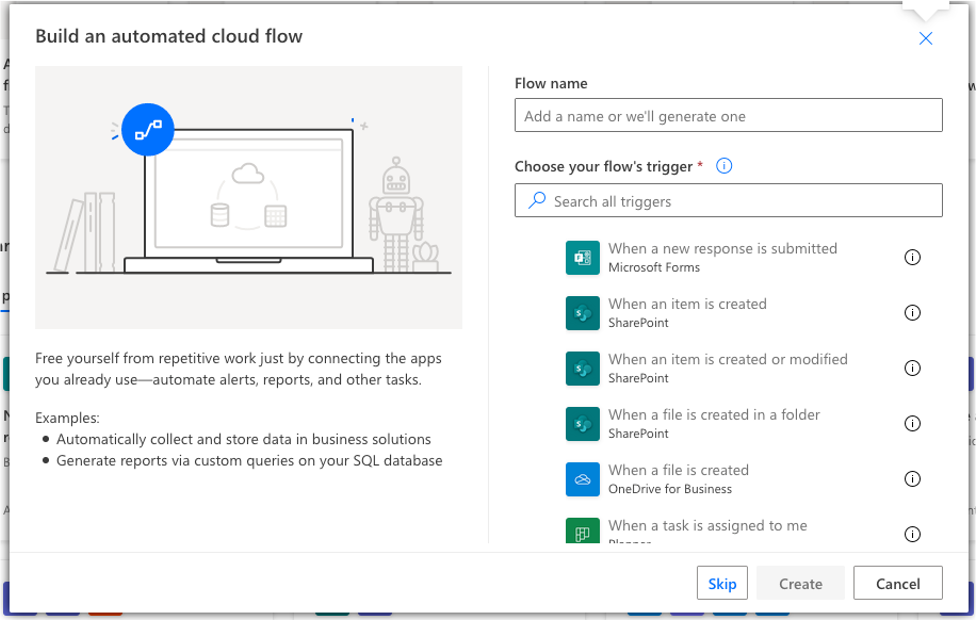 Build an automated cloud flow
Free yourself from repetitive work just by connecting the apps
you already use—automate alerts, reports, and other tasks.
Examples:
• Automatically collect and store data in business solutions
• Generate reports via custom queries on your SQL database
Flow name
Add a name or we'll generate one
Choose your flow's trigger *
Search all triggers
When a new response is submitted
Microsoft Forms
When an item is created
SharePoint
When an item is created or modified
SharePoint
When a file is created in a folder
SharePoint
When a file is created
OneDrive for Business
When a task is assigned to me
Planner
Skip
Create
Cancel